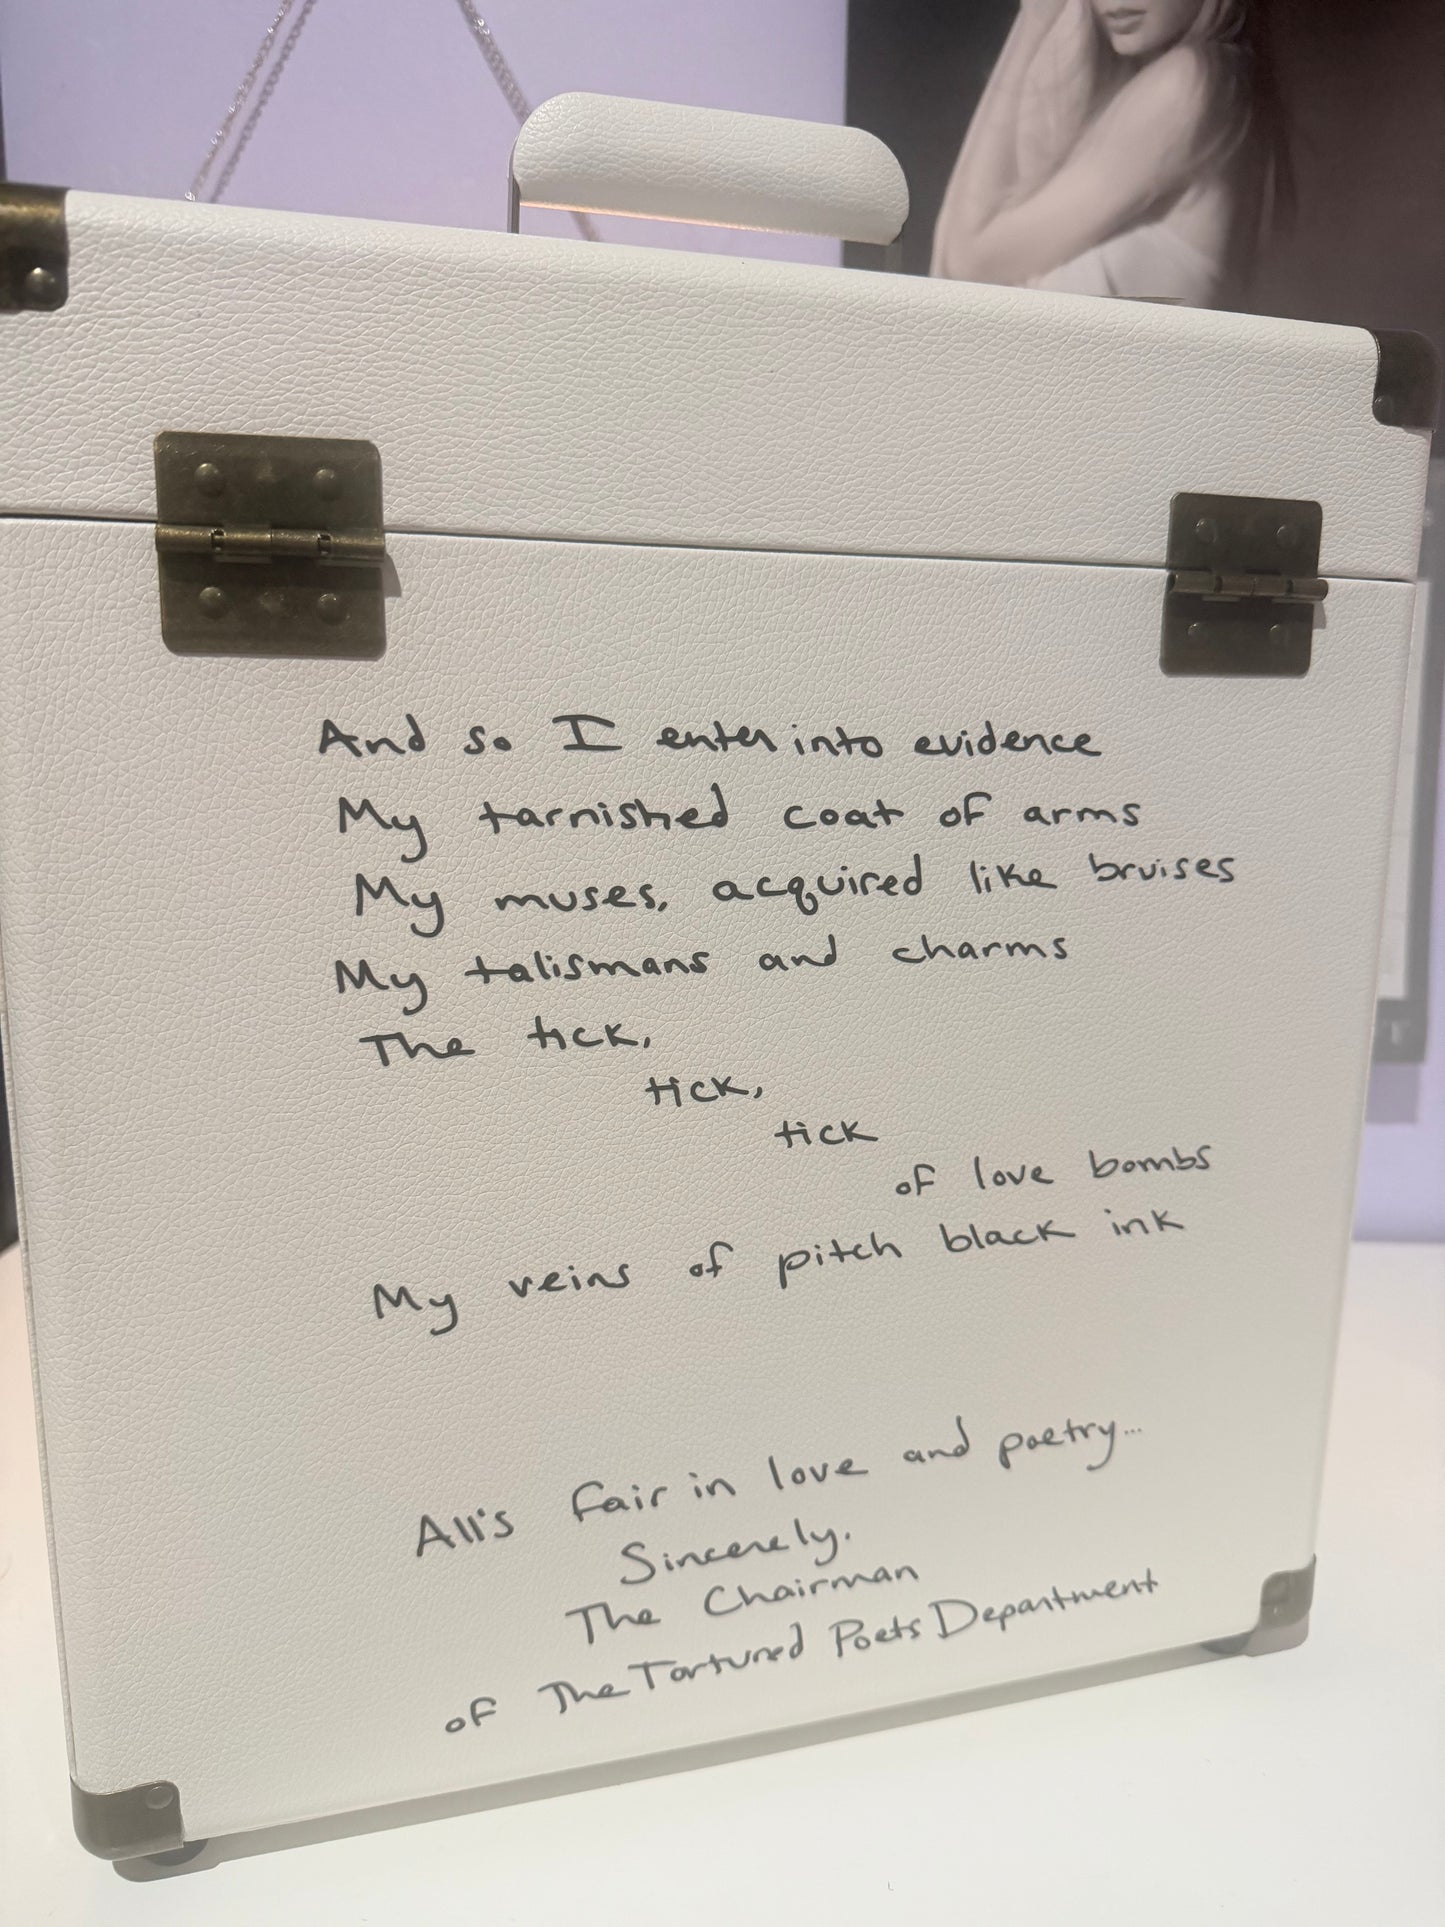 And so I enter into evidence
My tarnished coat of arms
My muses, acquired like bruises
My talismans and charms
The tick,
tick,
tick
of love bombs
My veins of pitch black ink
All's fair in love and poetry...
Sincerely,
The Chairman
of The Tortured Poets Department